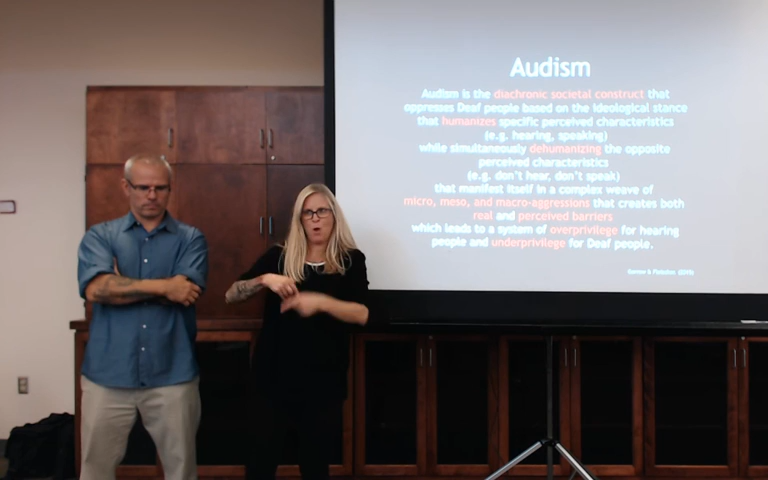 Audism
Audism is the diachronic societal construct that
oppresses Deaf people based on the ideological stance
that humanizes specific perceived characteristics
(e.g. hearing, speaking)
while simultaneously dehumanizing the opposite
perceived characteristics
(e.g. don't hear, don't speak)
that manifest itself in a complex weave of
micro, meso, and macro-aggressions that creates both
real and perceived barriers
which leads to a system of overprivilege for hearing
people and underprivilege for Deaf people.